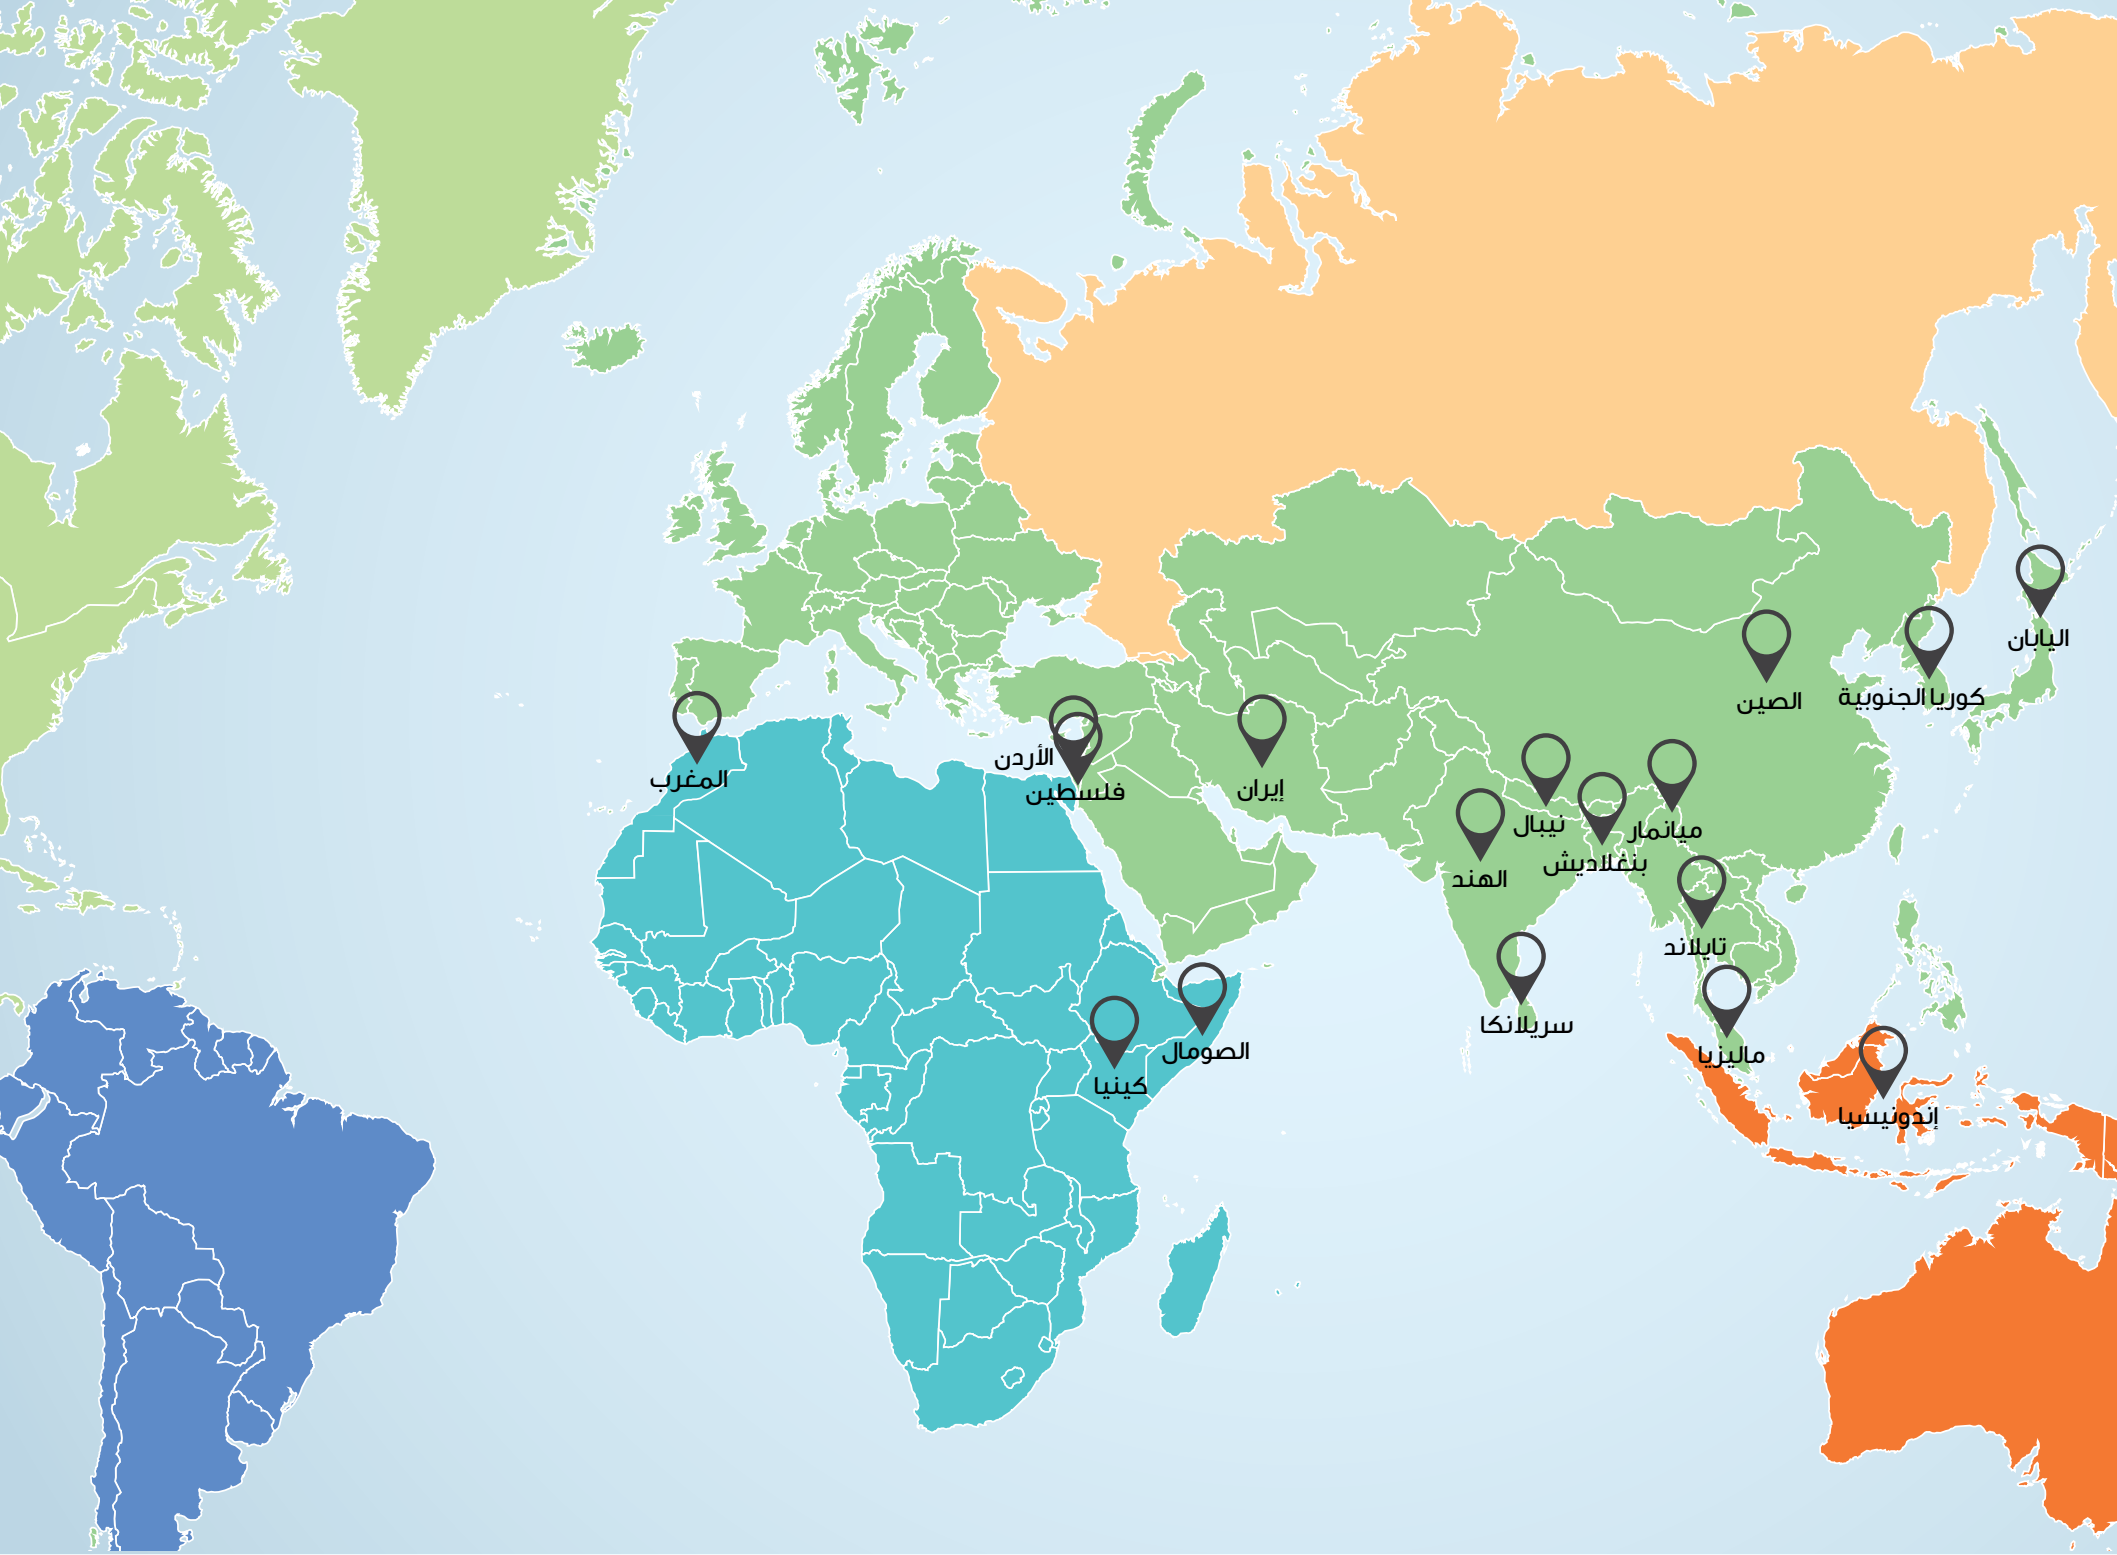 اليابان
كوريا الجنوبية
الصين
الأردن
المغرب
فلسطين
إيران
نيبال
ميانمار
بنغلاديش
الهند
تايلاند
سريلانكا
الصومال
ماليزيا
كينيا
إندونيسيا